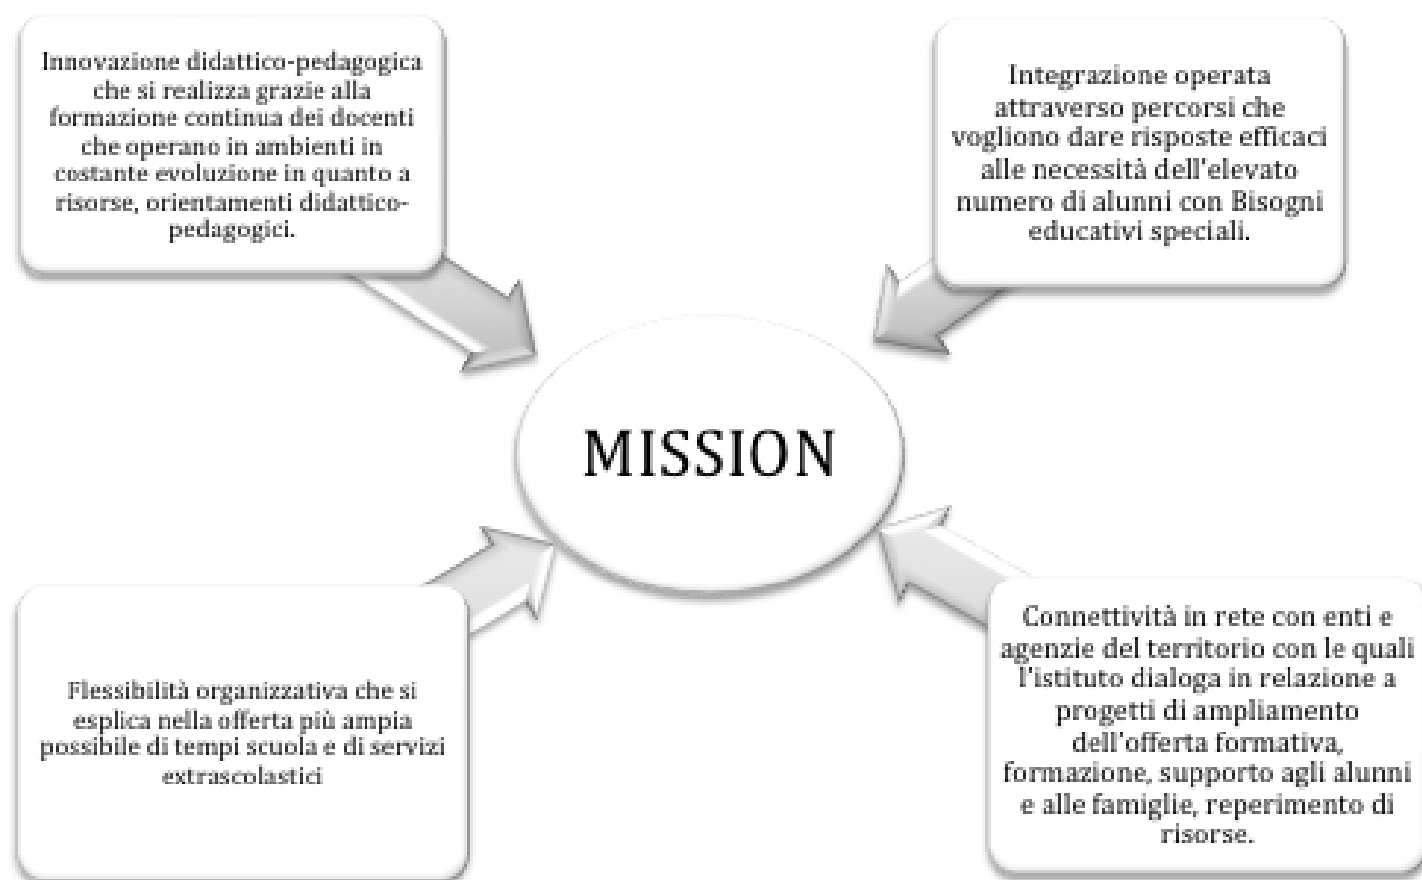 Innovazione didattico-pedagogica
che si realizza grazie alla
formazione continua dei docenti
che operano in ambienti in
costante evoluzione in quanto a
risorse, orientamenti didattico-
pedagogici.
Integrazione operata
attraverso percorsi che
vogliono dare risposte efficaci
alle necessità dell'elevato
numero di alunni con Bisogni
educativi speciali.
MISSION
Flessibilità organizzativa che si
esplica nella offerta più ampia
possibile di tempi scuola e di servizi
extrascolastici
Connettività in rete con enti e
agenzie del territorio con le quali
l'istituto dialoga in relazione a
progetti di ampliamento
dell'offerta formativa,
formazione, supporto agli alunni
e alle famiglie, reperimento di
risorse.